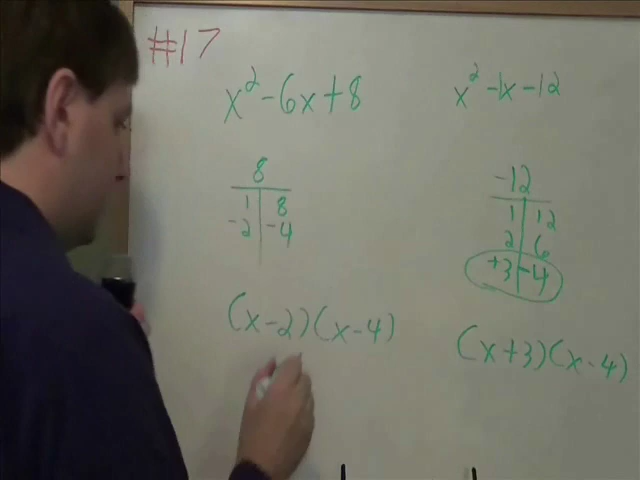 #17
x² - 6x + 8
8
1 | 8
-2 | -4
(x - 2)(x - 4)
x² - 1x - 12
-12
1 | 12
2 | 6
+3 | -4
(x + 3)(x - 4)